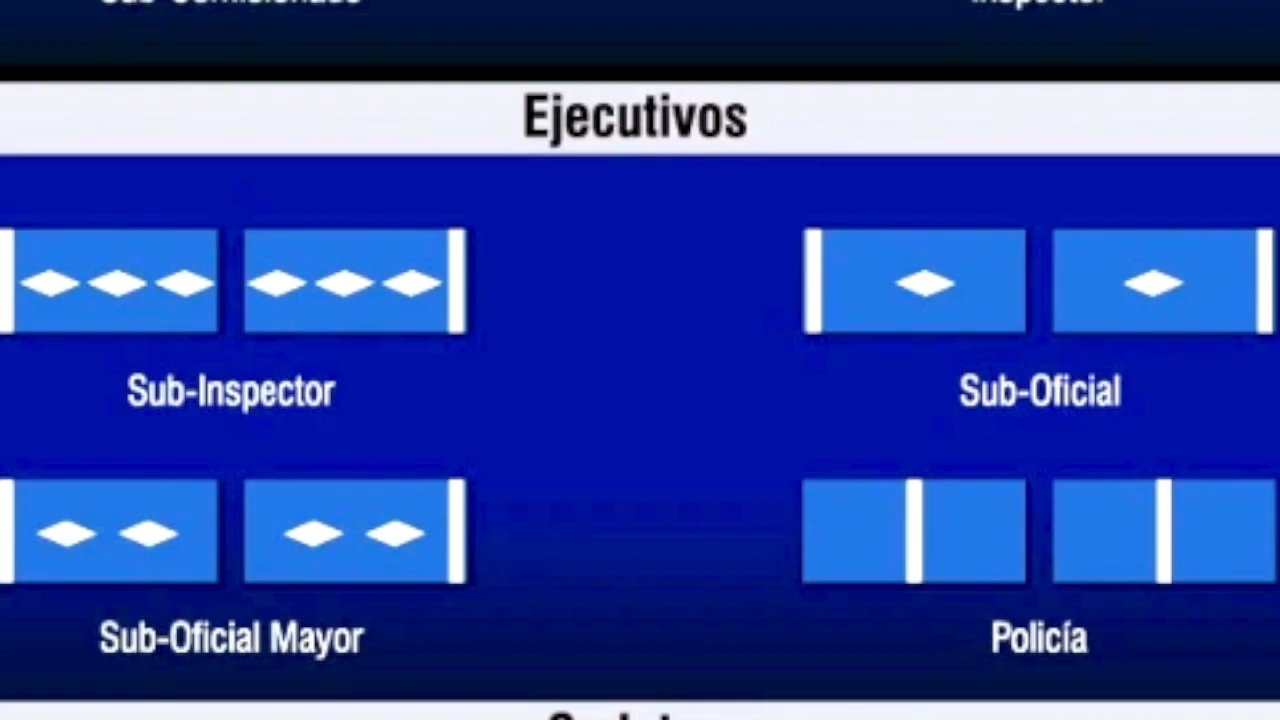 Ejecutivos
Sub-Inspector
Sub-Oficial
Sub-Oficial Mayor
Policía